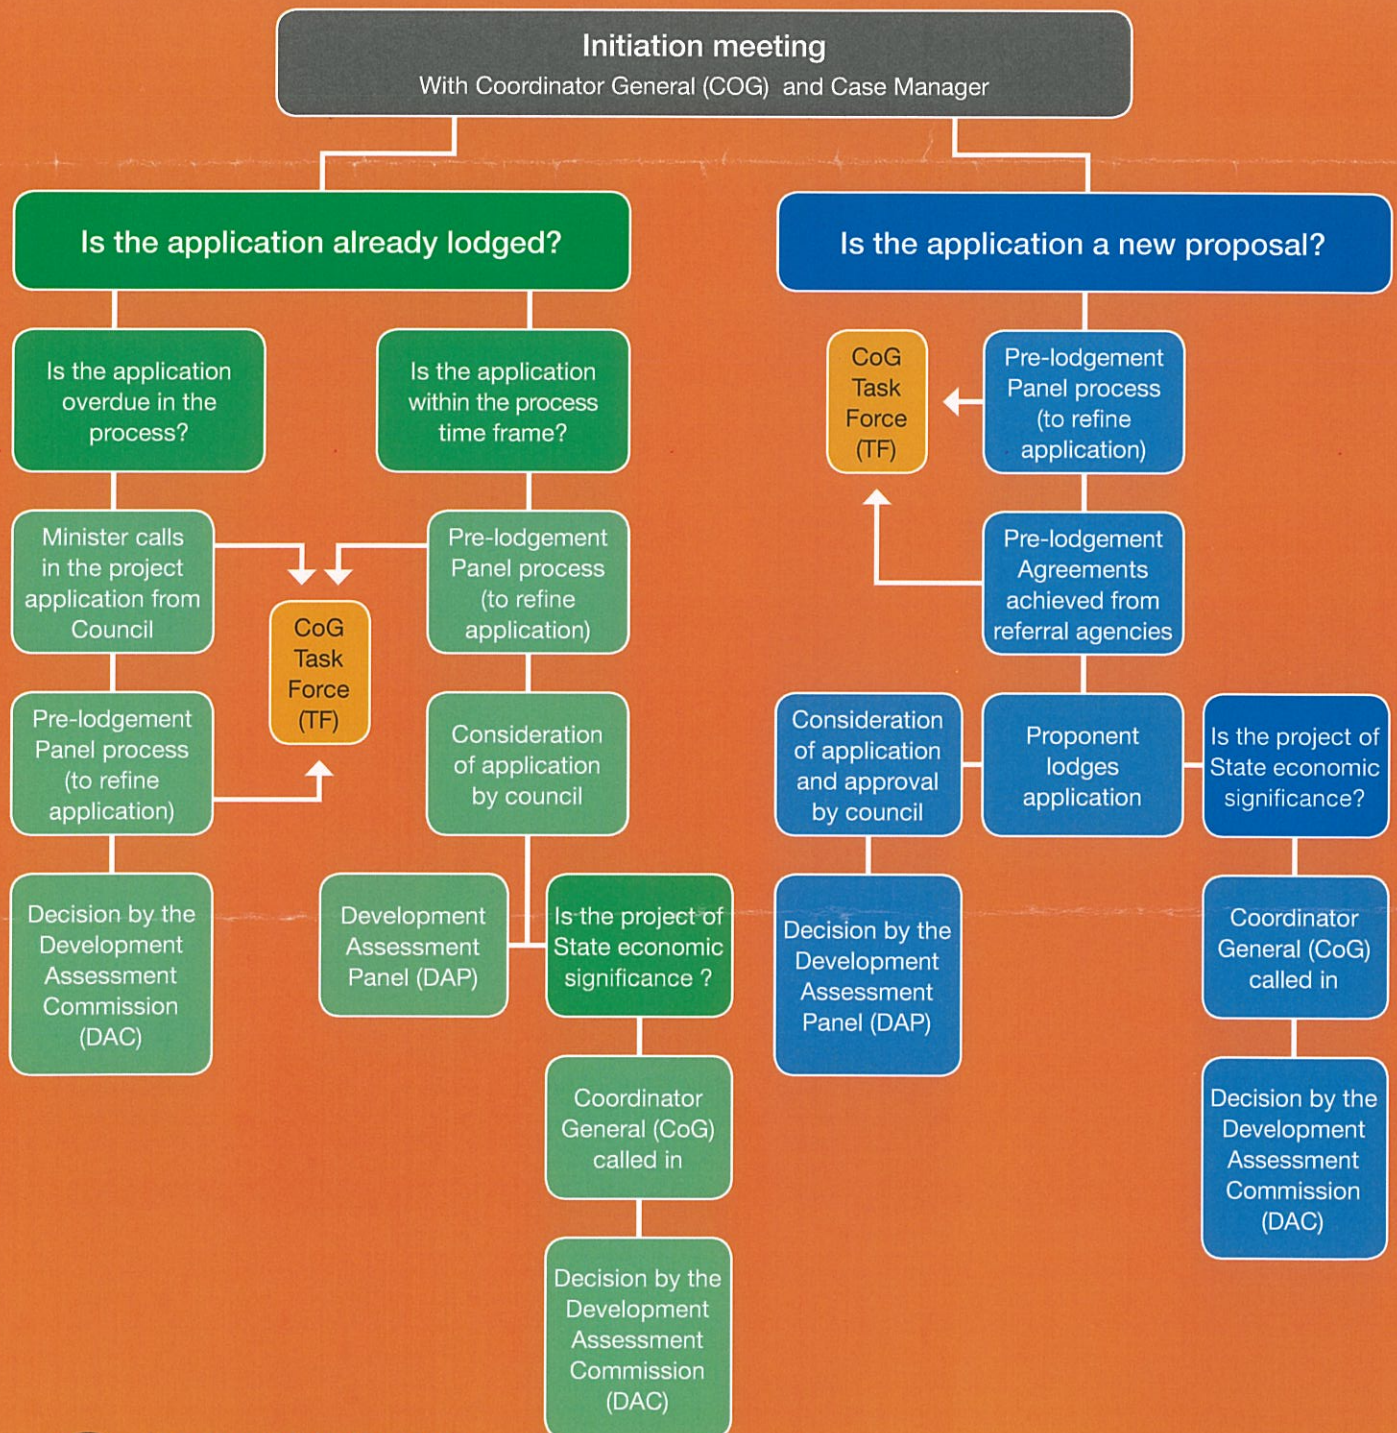 Initiation meeting
With Coordinator General (COG) and Case Manager
Is the application already lodged?
Is the application a new proposal?
Is the application
overdue in the
process?
Is the application
within the process
time frame?
CoG
Task
Force
(TF)
Pre-lodgement
Panel process
(to refine
application)
Minister calls
in the project
application from
Council
CoG
Task
Force
(TF)
Pre-lodgement
Panel process
(to refine
application)
Pre-lodgement
Agreements
achieved from
referral agencies
Pre-lodgement
Panel process
(to refine
application)
Consideration
of application
by council
Consideration
of application
and approval
by council
Proponent
lodges
application
Is the project of
State economic
significance?
Decision by the
Development
Assessment
Commission
(DAC)
Development
Assessment
Panel (DAP)
Is the project of
State economic
significance ?
Decision by the
Development
Assessment
Panel (DAP)
Coordinator
General (CoG)
called in
Coordinator
General (CoG)
called in
Decision by the
Development
Assessment
Commission
(DAC)
Decision by the
Development
Assessment
Commission
(DAC)